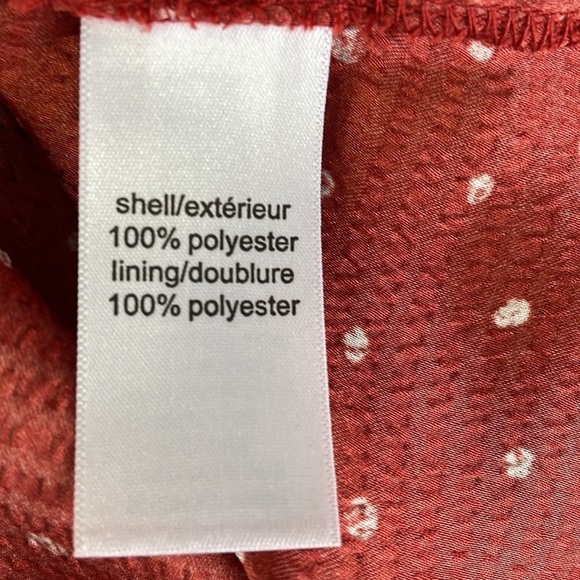 shell/extérieur
100% polyester
lining/doublure
100% polyester